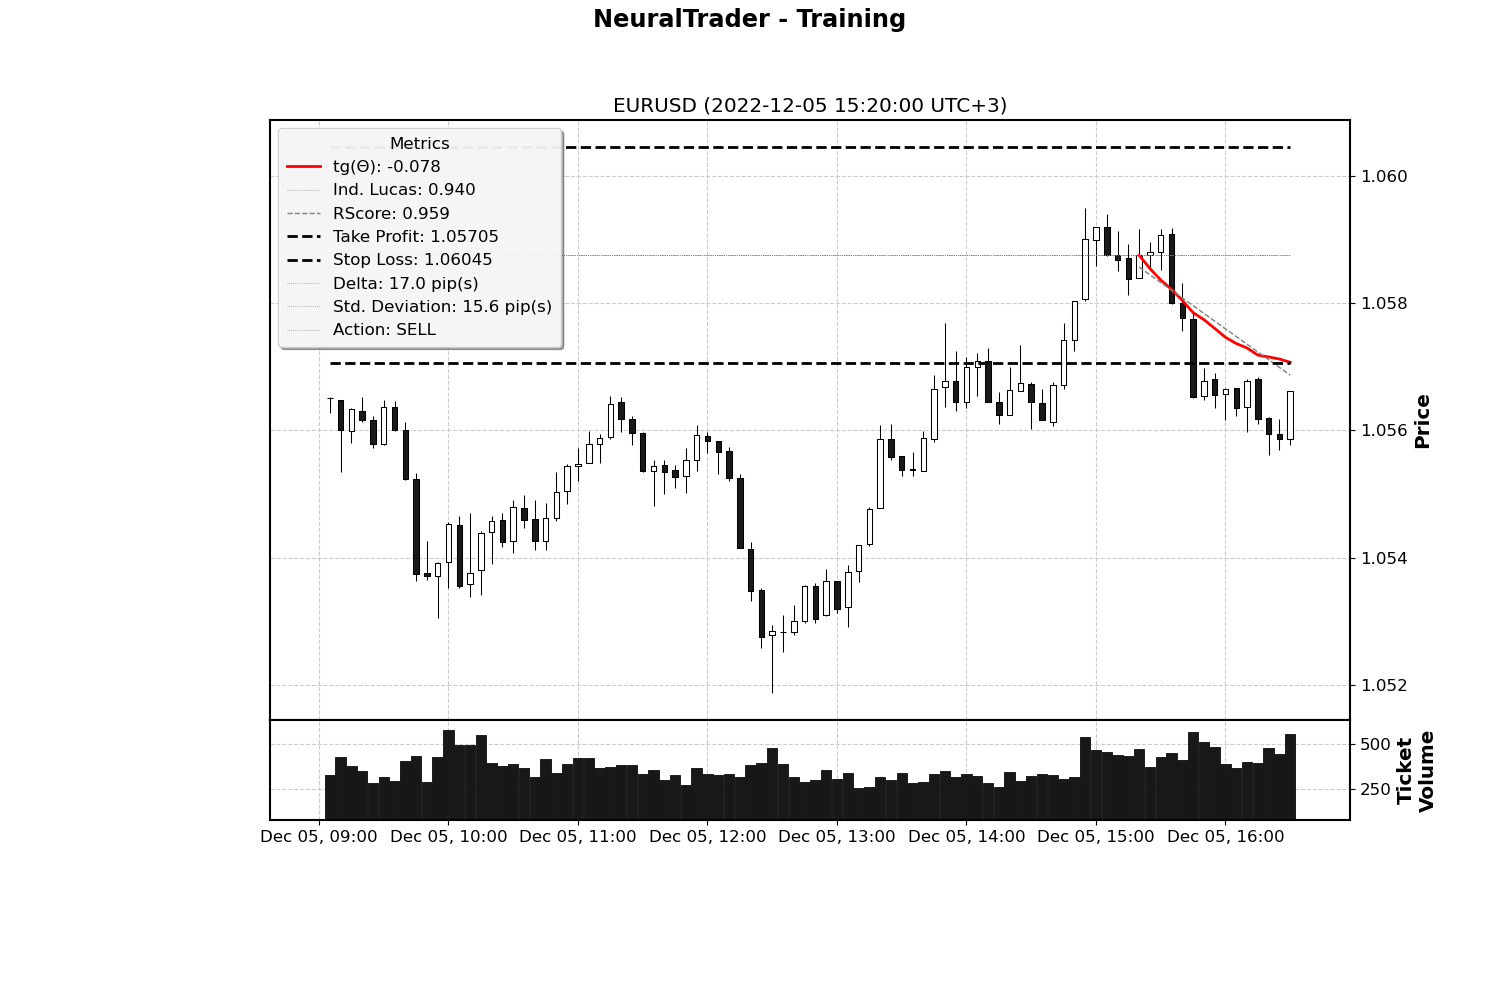 NeuralTrader - Training
EURUSD (2022-12-05 15:20:00 UTC+3)
Metrics
tg(Θ): -0.078
Ind. Lucas: 0.940
RScore: 0.959
Take Profit: 1.05705
Stop Loss: 1.06045
Delta: 17.0 pip(s)
Std. Deviation: 15.6 pip(s)
Action: SELL
1.060
1.058
1.056
1.054
1.052
Price
500
250
Ticket
Volume
Dec 05, 09:00
Dec 05, 10:00
Dec 05, 11:00
Dec 05, 12:00
Dec 05, 13:00
Dec 05, 14:00
Dec 05, 15:00
Dec 05, 16:00